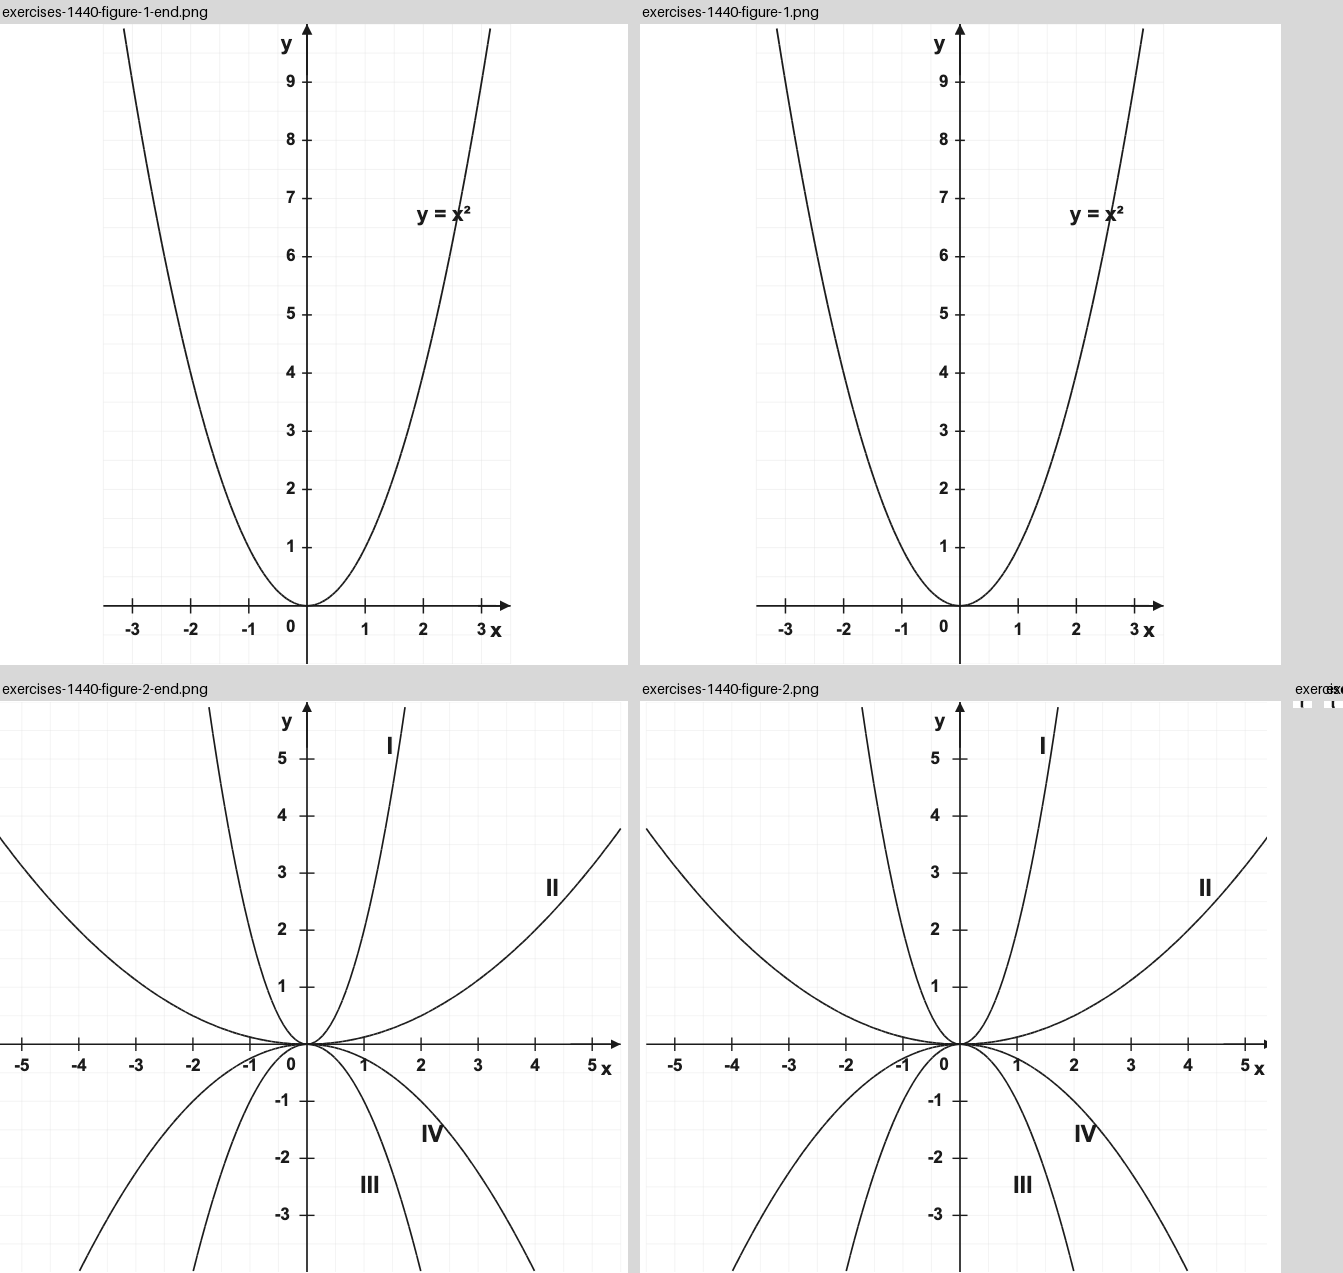 exercises-1440-figure-1-end.png
exercises-1440-figure-1.png
y
9
8
7
y = x²
6
5
4
3
2
1
-3 -2 -1 0 1 2 3 x
y
9
8
7
y = x²
6
5
4
3
2
1
-3 -2 -1 0 1 2 3 x
exercises-1440-figure-2-end.png
exercises-1440-figure-2.png
y
I
5
4
3
II
2
1
-5 -4 -3 -2 -1 0 1 2 3 4 5 x
-1
IV
-2
III
-3
y
I
5
4
3
II
2
1
-5 -4 -3 -2 -1 0 1 2 3 4 5 x
-1
IV
-2
III
-3